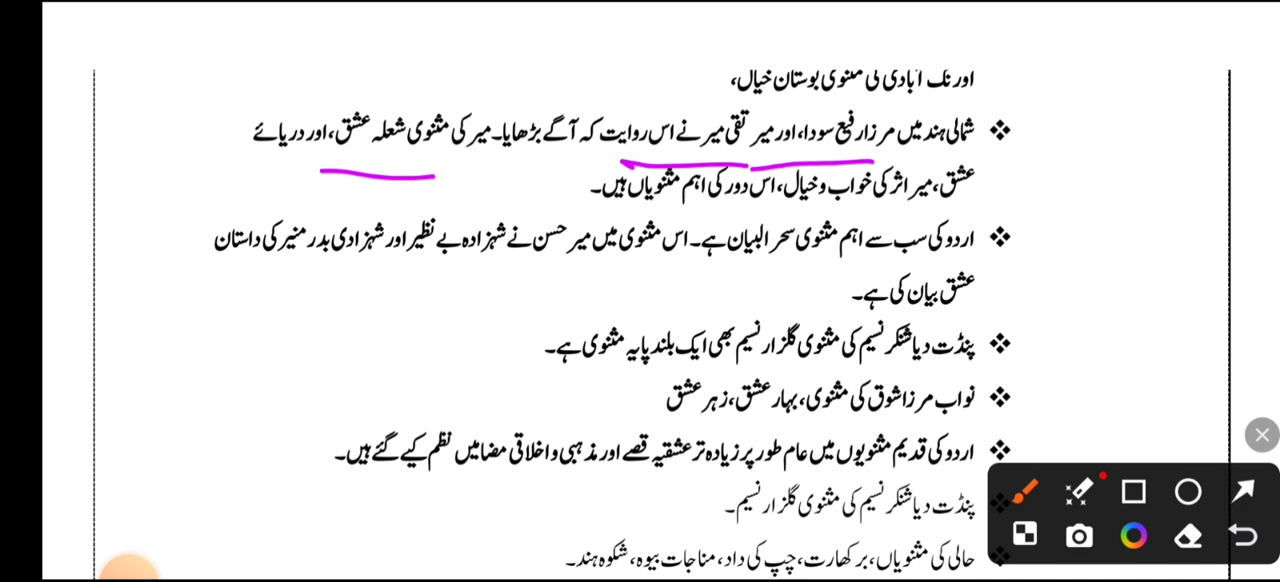 اورنگ آبادی کی مثنوی بوستان خیال،
❖ شمالی ہند میں مرزا رفیع سودا، اور میر تقی میر نے اس روایت کہ آگے بڑھایا۔ میر کی مثنوی شعلہ عشق، اور دریائے
عشق، میر اثر کی خواب و خیال، اس دور کی اہم مثنویاں ہیں۔
❖ اردو کی سب سے اہم مثنوی سحر البیان ہے۔ اس مثنوی میں میر حسن نے شہزادہ بے نظیر اور شہزادی بدر منیر کی داستان
عشق بیان کی ہے۔
❖ پنڈت دیا شنکر نسیم کی مثنوی گلزار نسیم بھی ایک بلند پایہ مثنوی ہے۔
❖ نواب مرزا شوق کی مثنوی، بہار عشق، زہر عشق
❖ اردو کی قدیم مثنویوں میں عام طور پر زیادہ تر عشقیہ قصے اور مذہبی و اخلاقی مضامیں نظم کیے گئے ہیں۔
❖ پنڈت دیا شنکر نسیم کی مثنوی گلزار نسیم۔
❖ حالی کی مثنویاں، برکھارت، چپ کی داد، مناجات بیوہ، شکوہ ہند۔